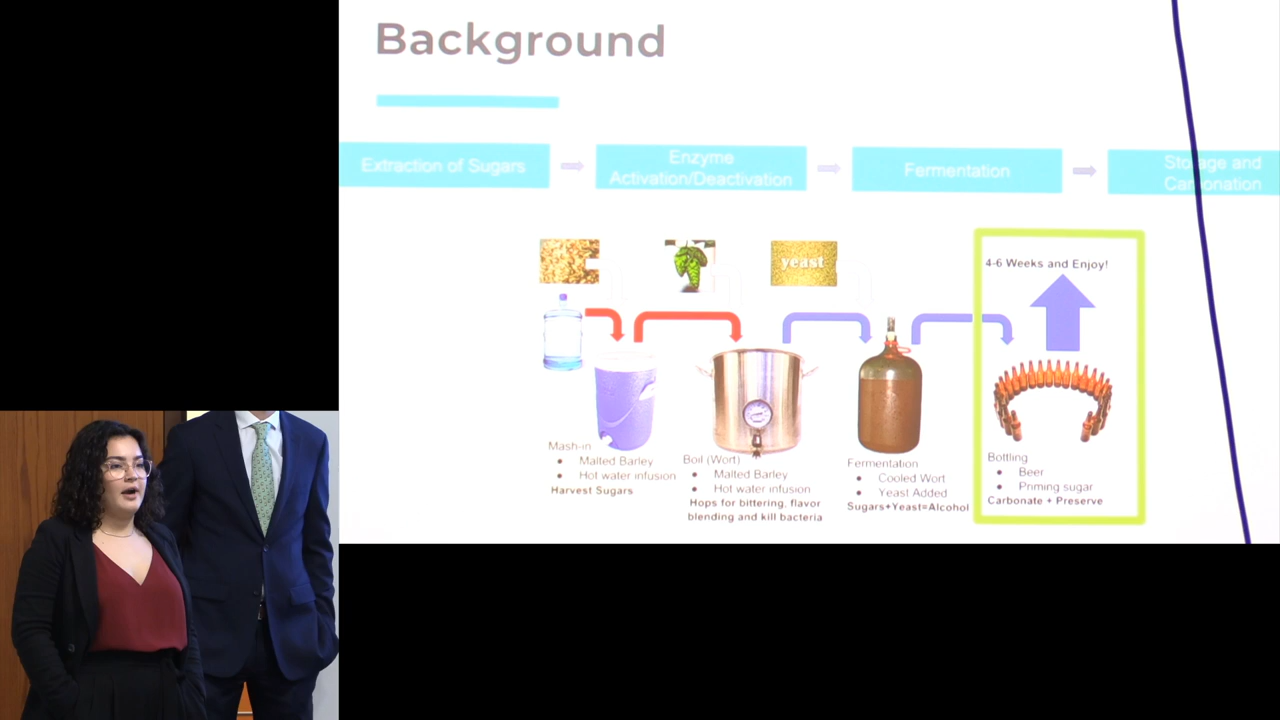 Background
Extraction of Sugars
Enzyme
Activation/Deactivation
Fermentation
Storage and
Carbonation
yeast
4-6 Weeks and Enjoy!
Mash-in
Malted Barley
Hot water infusion
Harvest Sugars
Boil (Wort)
Malted Barley
Hot water infusion
Hops for bittering, flavor
blending and kill bacteria
Fermentation
Cooled Wort
Yeast Added
Sugars+Yeast=Alcohol
Bottling
Beer
Priming sugar
Carbonate + Preserve